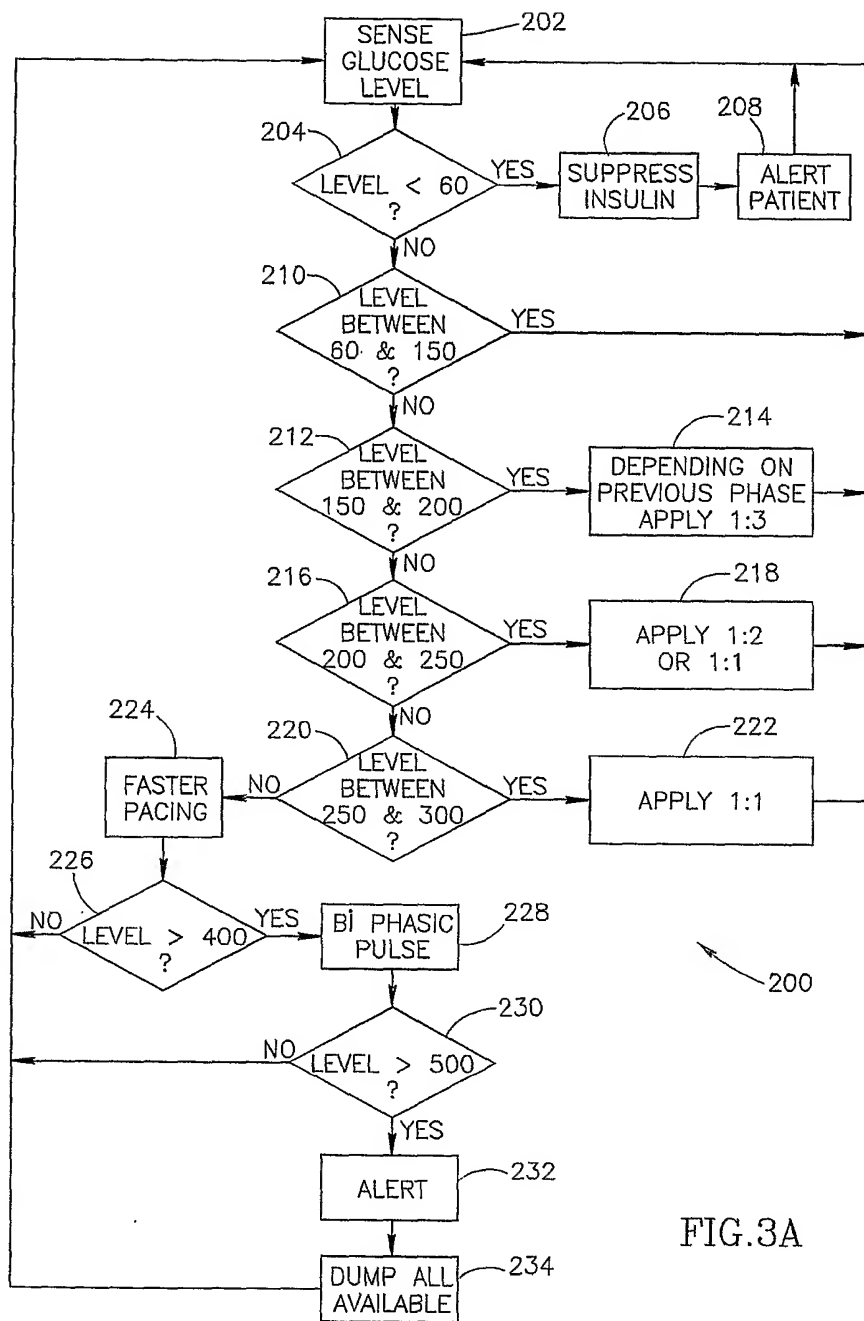 SENSE
GLUCOSE
LEVEL
202
204
LEVEL < 60
?
YES
206
SUPPRESS
INSULIN
208
ALERT
PATIENT
NO
210
LEVEL
BETWEEN
60 & 150
?
YES
NO
212
LEVEL
BETWEEN
150 & 200
?
YES
214
DEPENDING ON
PREVIOUS PHASE
APPLY 1:3
NO
216
LEVEL
BETWEEN
200 & 250
?
YES
218
APPLY 1:2
OR 1:1
NO
220
LEVEL
BETWEEN
250 & 300
?
YES
222
APPLY 1:1
NO
224
FASTER
PACING
226
LEVEL > 400
?
NO
YES
BI PHASIC
PULSE
228
200
230
LEVEL > 500
?
NO
YES
ALERT
232
DUMP ALL
AVAILABLE
234
FIG.3A